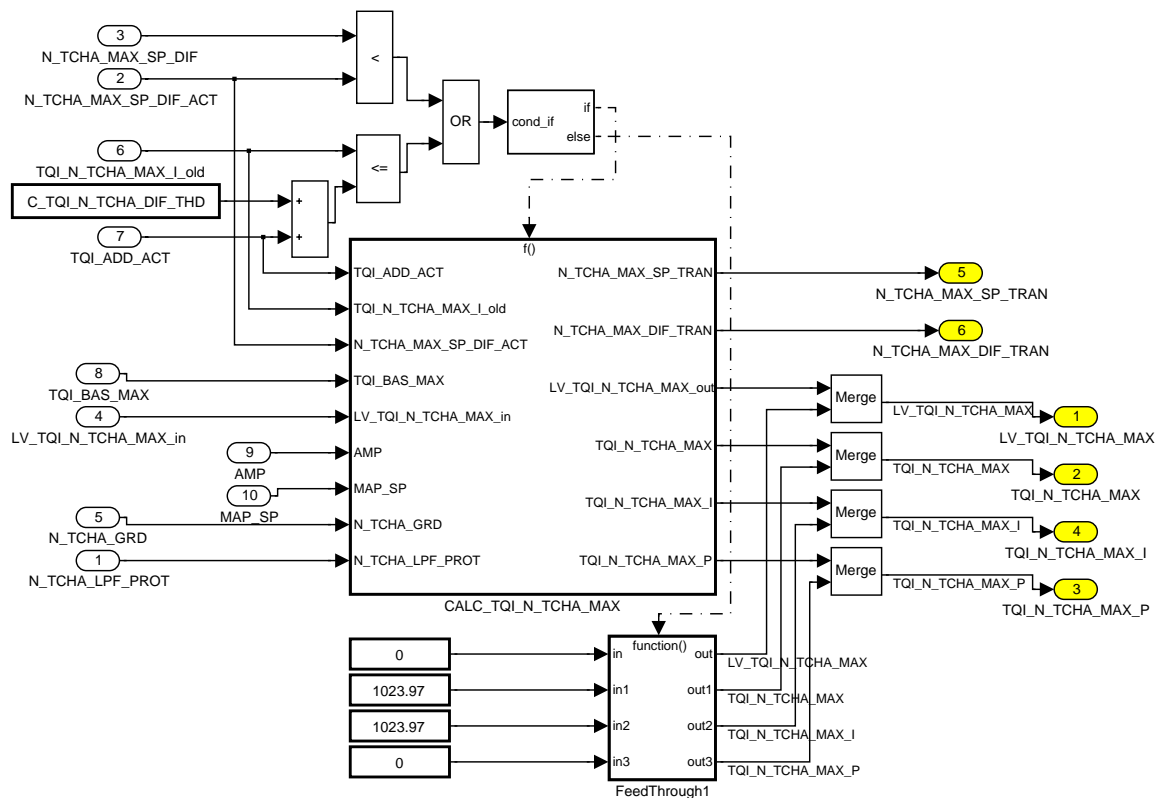 3
N_TCHA_MAX_SP_DIF
2
N_TCHA_MAX_SP_DIF_ACT
<
OR
cond_if
if
else
6
TQI_N_TCHA_MAX_I_old
<=
C_TQI_N_TCHA_DIF_THD
+
+
7
TQI_ADD_ACT
f()
TQI_ADD_ACT
TQI_N_TCHA_MAX_I_old
N_TCHA_MAX_SP_DIF_ACT
TQI_BAS_MAX
LV_TQI_N_TCHA_MAX_in
AMP
MAP_SP
N_TCHA_GRD
N_TCHA_LPF_PROT
N_TCHA_MAX_SP_TRAN
N_TCHA_MAX_DIF_TRAN
LV_TQI_N_TCHA_MAX_out
TQI_N_TCHA_MAX
TQI_N_TCHA_MAX_I
TQI_N_TCHA_MAX_P
CALC_TQI_N_TCHA_MAX
8
TQI_BAS_MAX
4
LV_TQI_N_TCHA_MAX_in
9
AMP
10
MAP_SP
5
N_TCHA_GRD
1
N_TCHA_LPF_PROT
5
N_TCHA_MAX_SP_TRAN
6
N_TCHA_MAX_DIF_TRAN
Merge
LV_TQI_N_TCHA_MAX
1
LV_TQI_N_TCHA_MAX
Merge
TQI_N_TCHA_MAX
2
TQI_N_TCHA_MAX
Merge
TQI_N_TCHA_MAX_I
4
TQI_N_TCHA_MAX_I
Merge
TQI_N_TCHA_MAX_P
3
TQI_N_TCHA_MAX_P
0
1023.97
1023.97
0
function()
in
in1
in2
in3
out
out1
out2
out3
LV_TQI_N_TCHA_MAX
TQI_N_TCHA_MAX
TQI_N_TCHA_MAX_I
TQI_N_TCHA_MAX_P
FeedThrough1